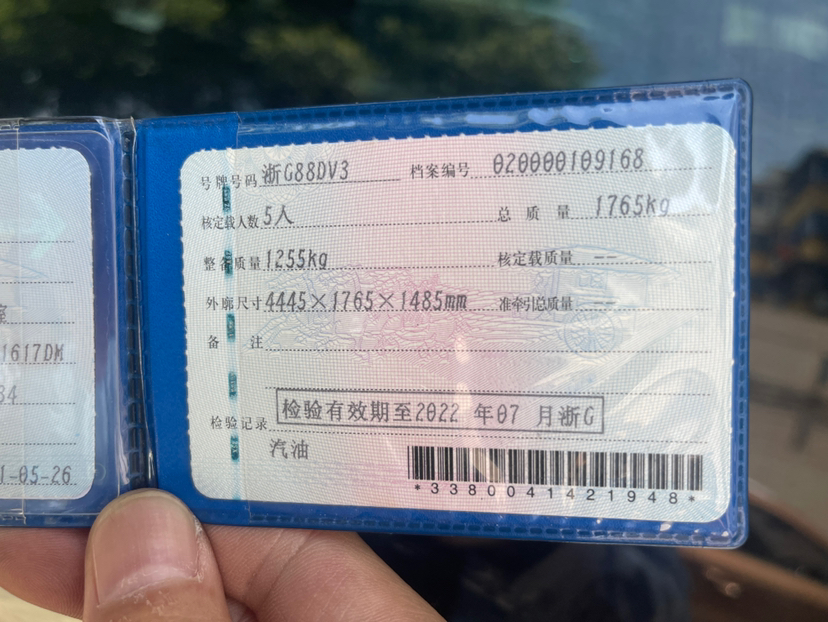 号牌号码 浙G88DV3 档案编号 020000109168
核定载人数 5人 总质量 1765kg
整备质量 1255kg 核定载质量 --
外廓尺寸 4445×1765×1485mm 准牵引总质量 --
备注
检验记录 检验有效期至2022 年07 月浙G
汽油
*3380041421948*
1617DM
34
1-05-26